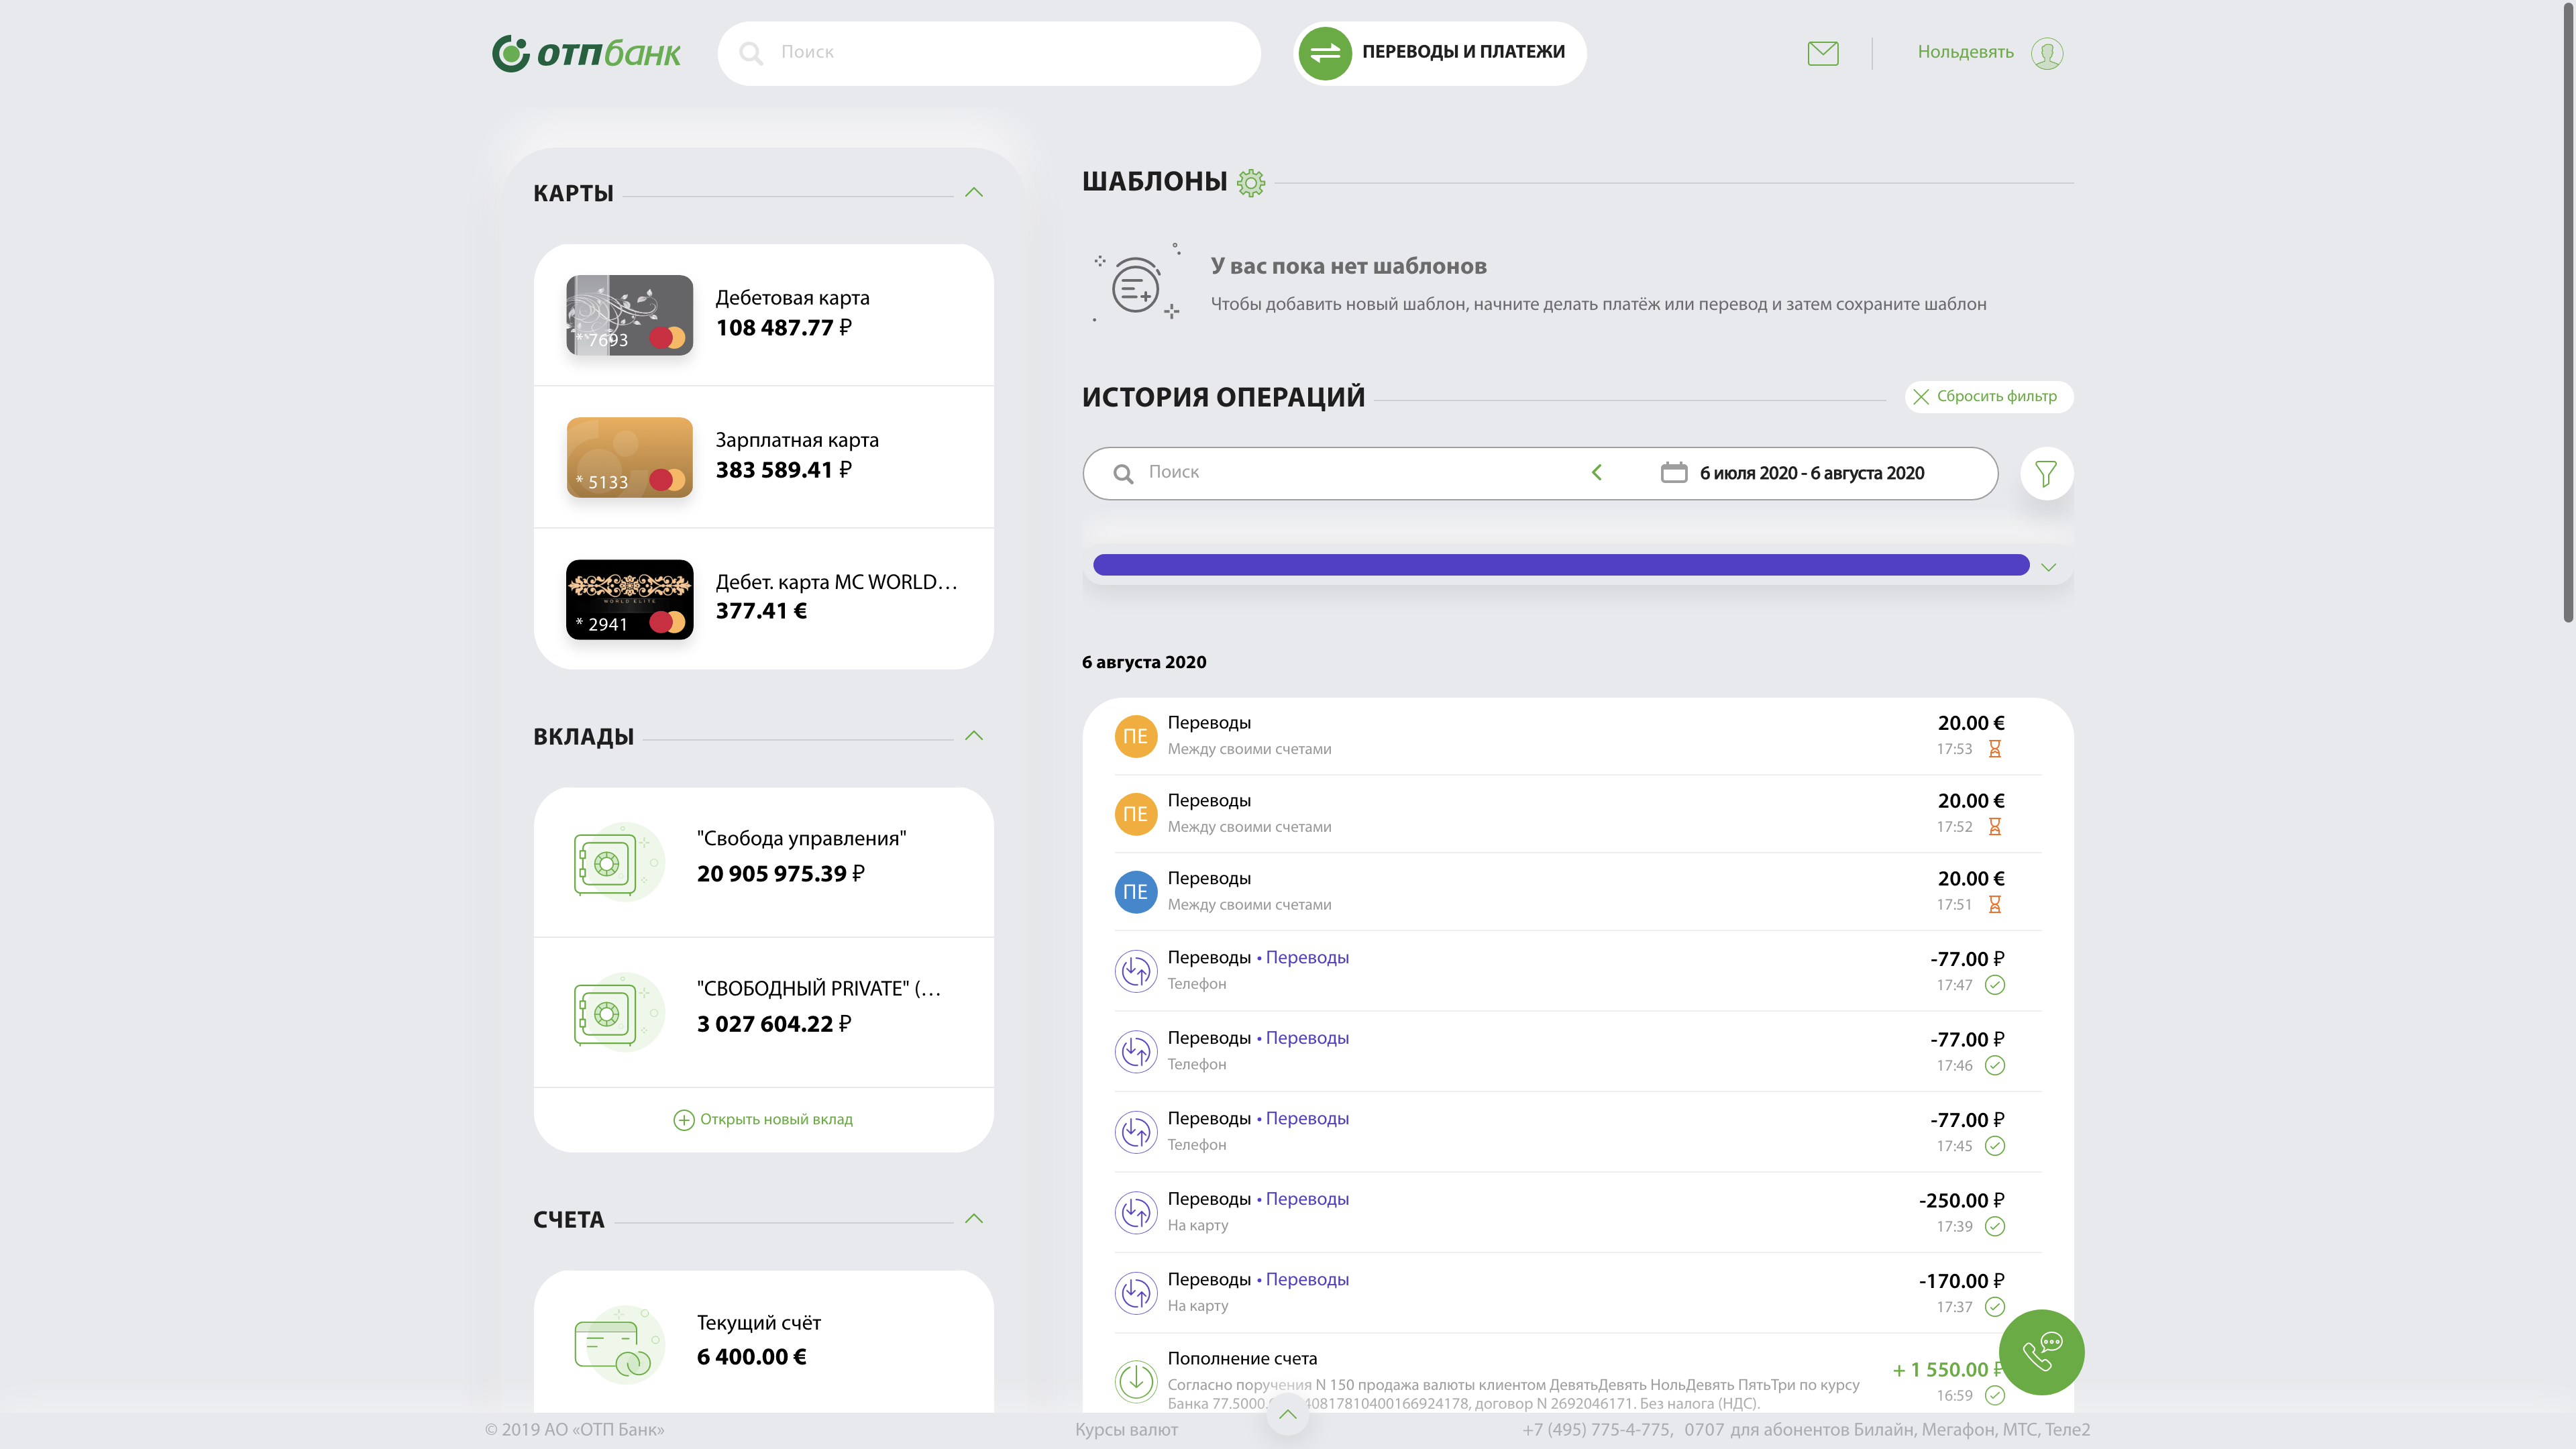 ОТПбанк
Поиск
ПЕРЕВОДЫ И ПЛАТЕЖИ
Нольдевять
КАРТЫ
* 7693
Дебетовая карта
108 487.77 ₽
* 5133
Зарплатная карта
383 589.41 ₽
WORLD ELITE
* 2941
Дебет. карта MC WORLD…
377.41 €
ВКЛАДЫ
"Свобода управления"
20 905 975.39 ₽
"СВОБОДНЫЙ PRIVATE" (…
3 027 604.22 ₽
Открыть новый вклад
СЧЕТА
Текущий счёт
6 400.00 €
ШАБЛОНЫ
У вас пока нет шаблонов
Чтобы добавить новый шаблон, начните делать платёж или перевод и затем сохраните шаблон
ИСТОРИЯ ОПЕРАЦИЙ
Сбросить фильтр
Поиск
6 июля 2020 - 6 августа 2020
6 августа 2020
ПЕ Переводы 20.00 €
Между своими счетами 17:53
ПЕ Переводы 20.00 €
Между своими счетами 17:52
ПЕ Переводы 20.00 €
Между своими счетами 17:51
Переводы • Переводы -77.00 ₽
Телефон 17:47
Переводы • Переводы -77.00 ₽
Телефон 17:46
Переводы • Переводы -77.00 ₽
Телефон 17:45
Переводы • Переводы -250.00 ₽
На карту 17:39
Переводы • Переводы -170.00 ₽
На карту 17:37
Пополнение счета + 1 550.00 ₽
Согласно поручения N 150 продажа валюты клиентом ДевятьДевять НольДевять ПятьТри по курсу 16:59
Банка 77.5000, договор N 2692046171. Без налога (НДС).
© 2019 АО «ОТП Банк»
Курсы валют
+7 (495) 775-4-775, 0707 для абонентов Билайн, Мегафон, МТС, Теле2